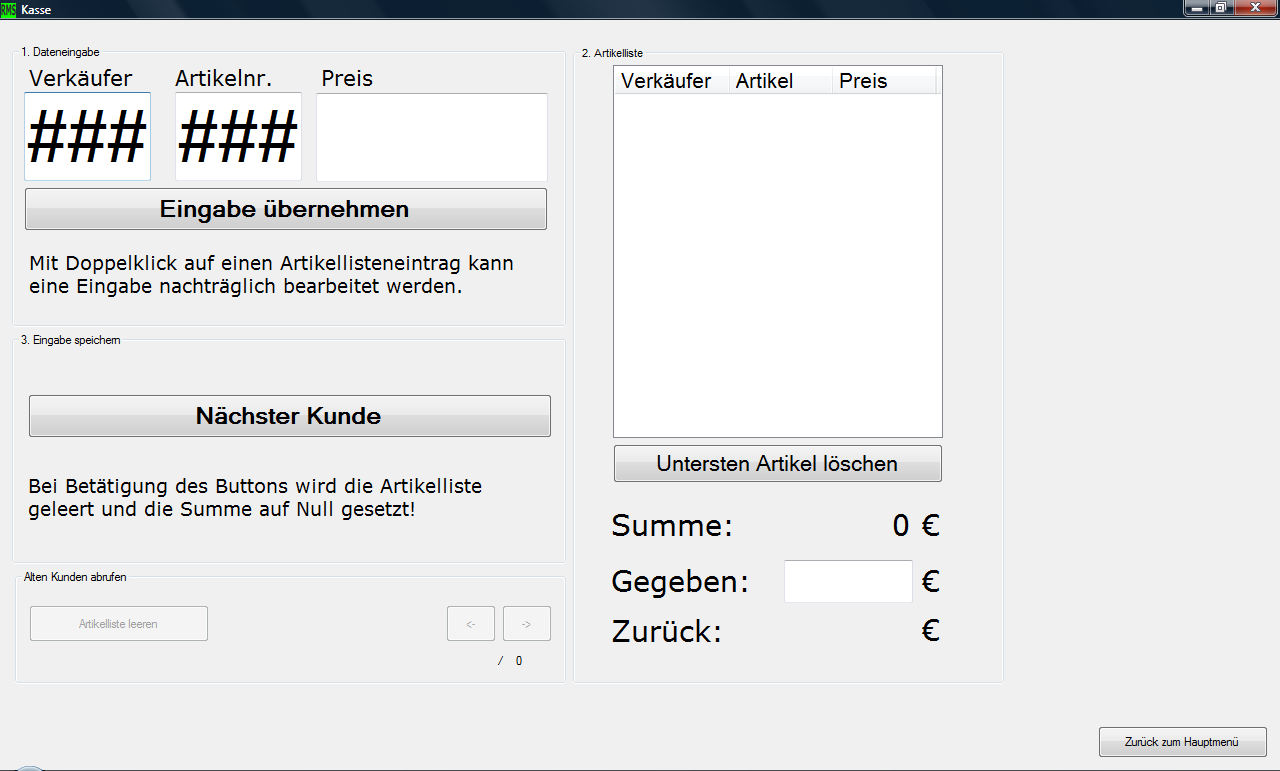 RMS Kasse
1. Dateneingabe
Verkäufer Artikelnr. Preis
### ###
Eingabe übernehmen
Mit Doppelklick auf einen Artikellisteneintrag kann
eine Eingabe nachträglich bearbeitet werden.
3. Eingabe speichern
Nächster Kunde
Bei Betätigung des Buttons wird die Artikelliste
geleert und die Summe auf Null gesetzt!
Alten Kunden abrufen
Artikelliste leeren <- ->
/ 0
2. Artikelliste
Verkäufer Artikel Preis
Untersten Artikel löschen
Summe: 0 €
Gegeben: €
Zurück: €
Zurück zum Hauptmenü